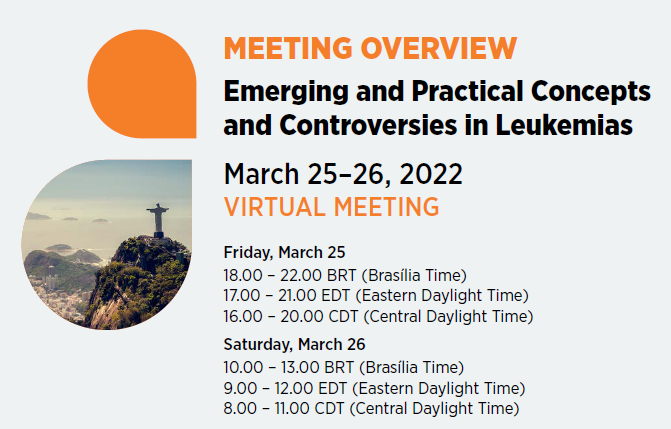 MEETING OVERVIEW
Emerging and Practical Concepts
and Controversies in Leukemias
March 25–26, 2022
VIRTUAL MEETING
Friday, March 25
18.00 – 22.00 BRT (Brasília Time)
17.00 – 21.00 EDT (Eastern Daylight Time)
16.00 – 20.00 CDT (Central Daylight Time)
Saturday, March 26
10.00 – 13.00 BRT (Brasília Time)
9.00 – 12.00 EDT (Eastern Daylight Time)
8.00 – 11.00 CDT (Central Daylight Time)